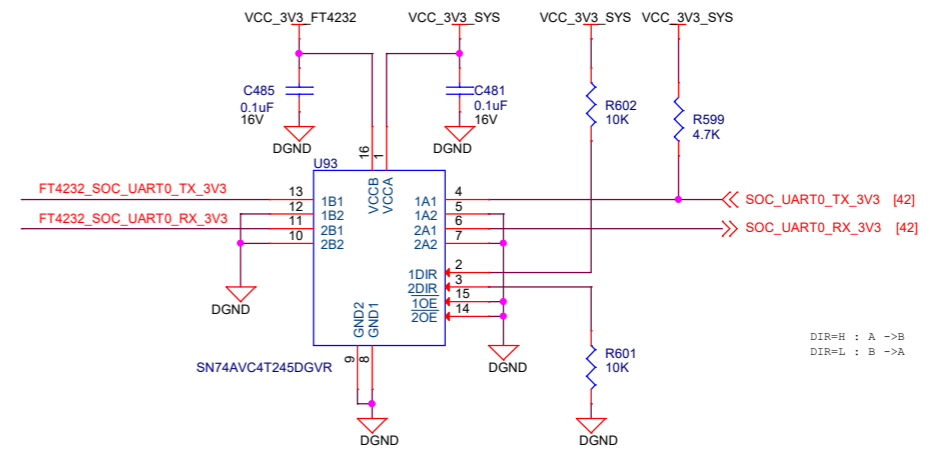 VCC_3V3_FT4232
VCC_3V3_SYS
VCC_3V3_SYS
VCC_3V3_SYS
C485
0.1uF
16V
DGND
C481
0.1uF
16V
DGND
R602
10K
R599
4.7K
U93
16
1
VCCB
VCCA
FT4232_SOC_UART0_TX_3V3
13
1B1
1A1
4
SOC_UART0_TX_3V3 [42]
12
1B2
1A2
5
FT4232_SOC_UART0_RX_3V3
11
2B1
2A1
6
SOC_UART0_RX_3V3 [42]
10
2B2
2A2
7
1DIR
2
2DIR
3
1OE
15
2OE
14
DGND
GND2
GND1
9
8
SN74AVC4T245DGVR
DGND
R601
10K
DIR=H : A ->B
DIR=L : B ->A
DGND
DGND